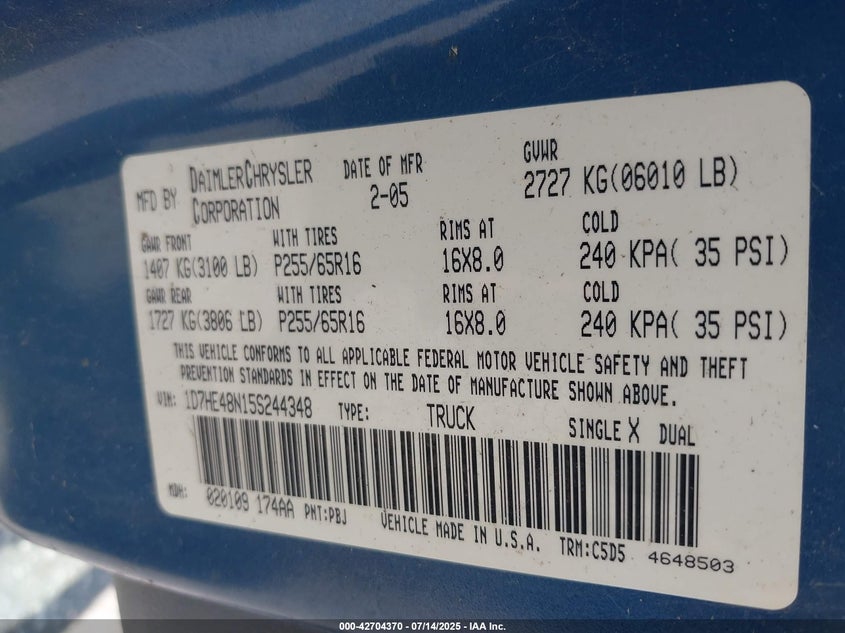 MFD BY DAIMLERCHRYSLER CORPORATION DATE OF MFR 2-05 GVWR 2727 KG(06010 LB)
GAWR FRONT WITH TIRES RIMS AT COLD
1407 KG(3100 LB) P255/65R16 16X8.0 240 KPA( 35 PSI)
GAWR REAR WITH TIRES RIMS AT COLD
1727 KG(3806 LB) P255/65R16 16X8.0 240 KPA( 35 PSI)
THIS VEHICLE CONFORMS TO ALL APPLICABLE FEDERAL MOTOR VEHICLE SAFETY AND THEFT
PREVENTION STANDARDS IN EFFECT ON THE DATE OF MANUFACTURE SHOWN ABOVE.
VIN: 1D7HE48N15S244348 TYPE: TRUCK SINGLE X DUAL
MDH: 020109 174AA PNT:PBJ VEHICLE MADE IN U.S.A. TRM:C5D5 4648503
000-42704370 | 07/14/2025 | IAA Inc.